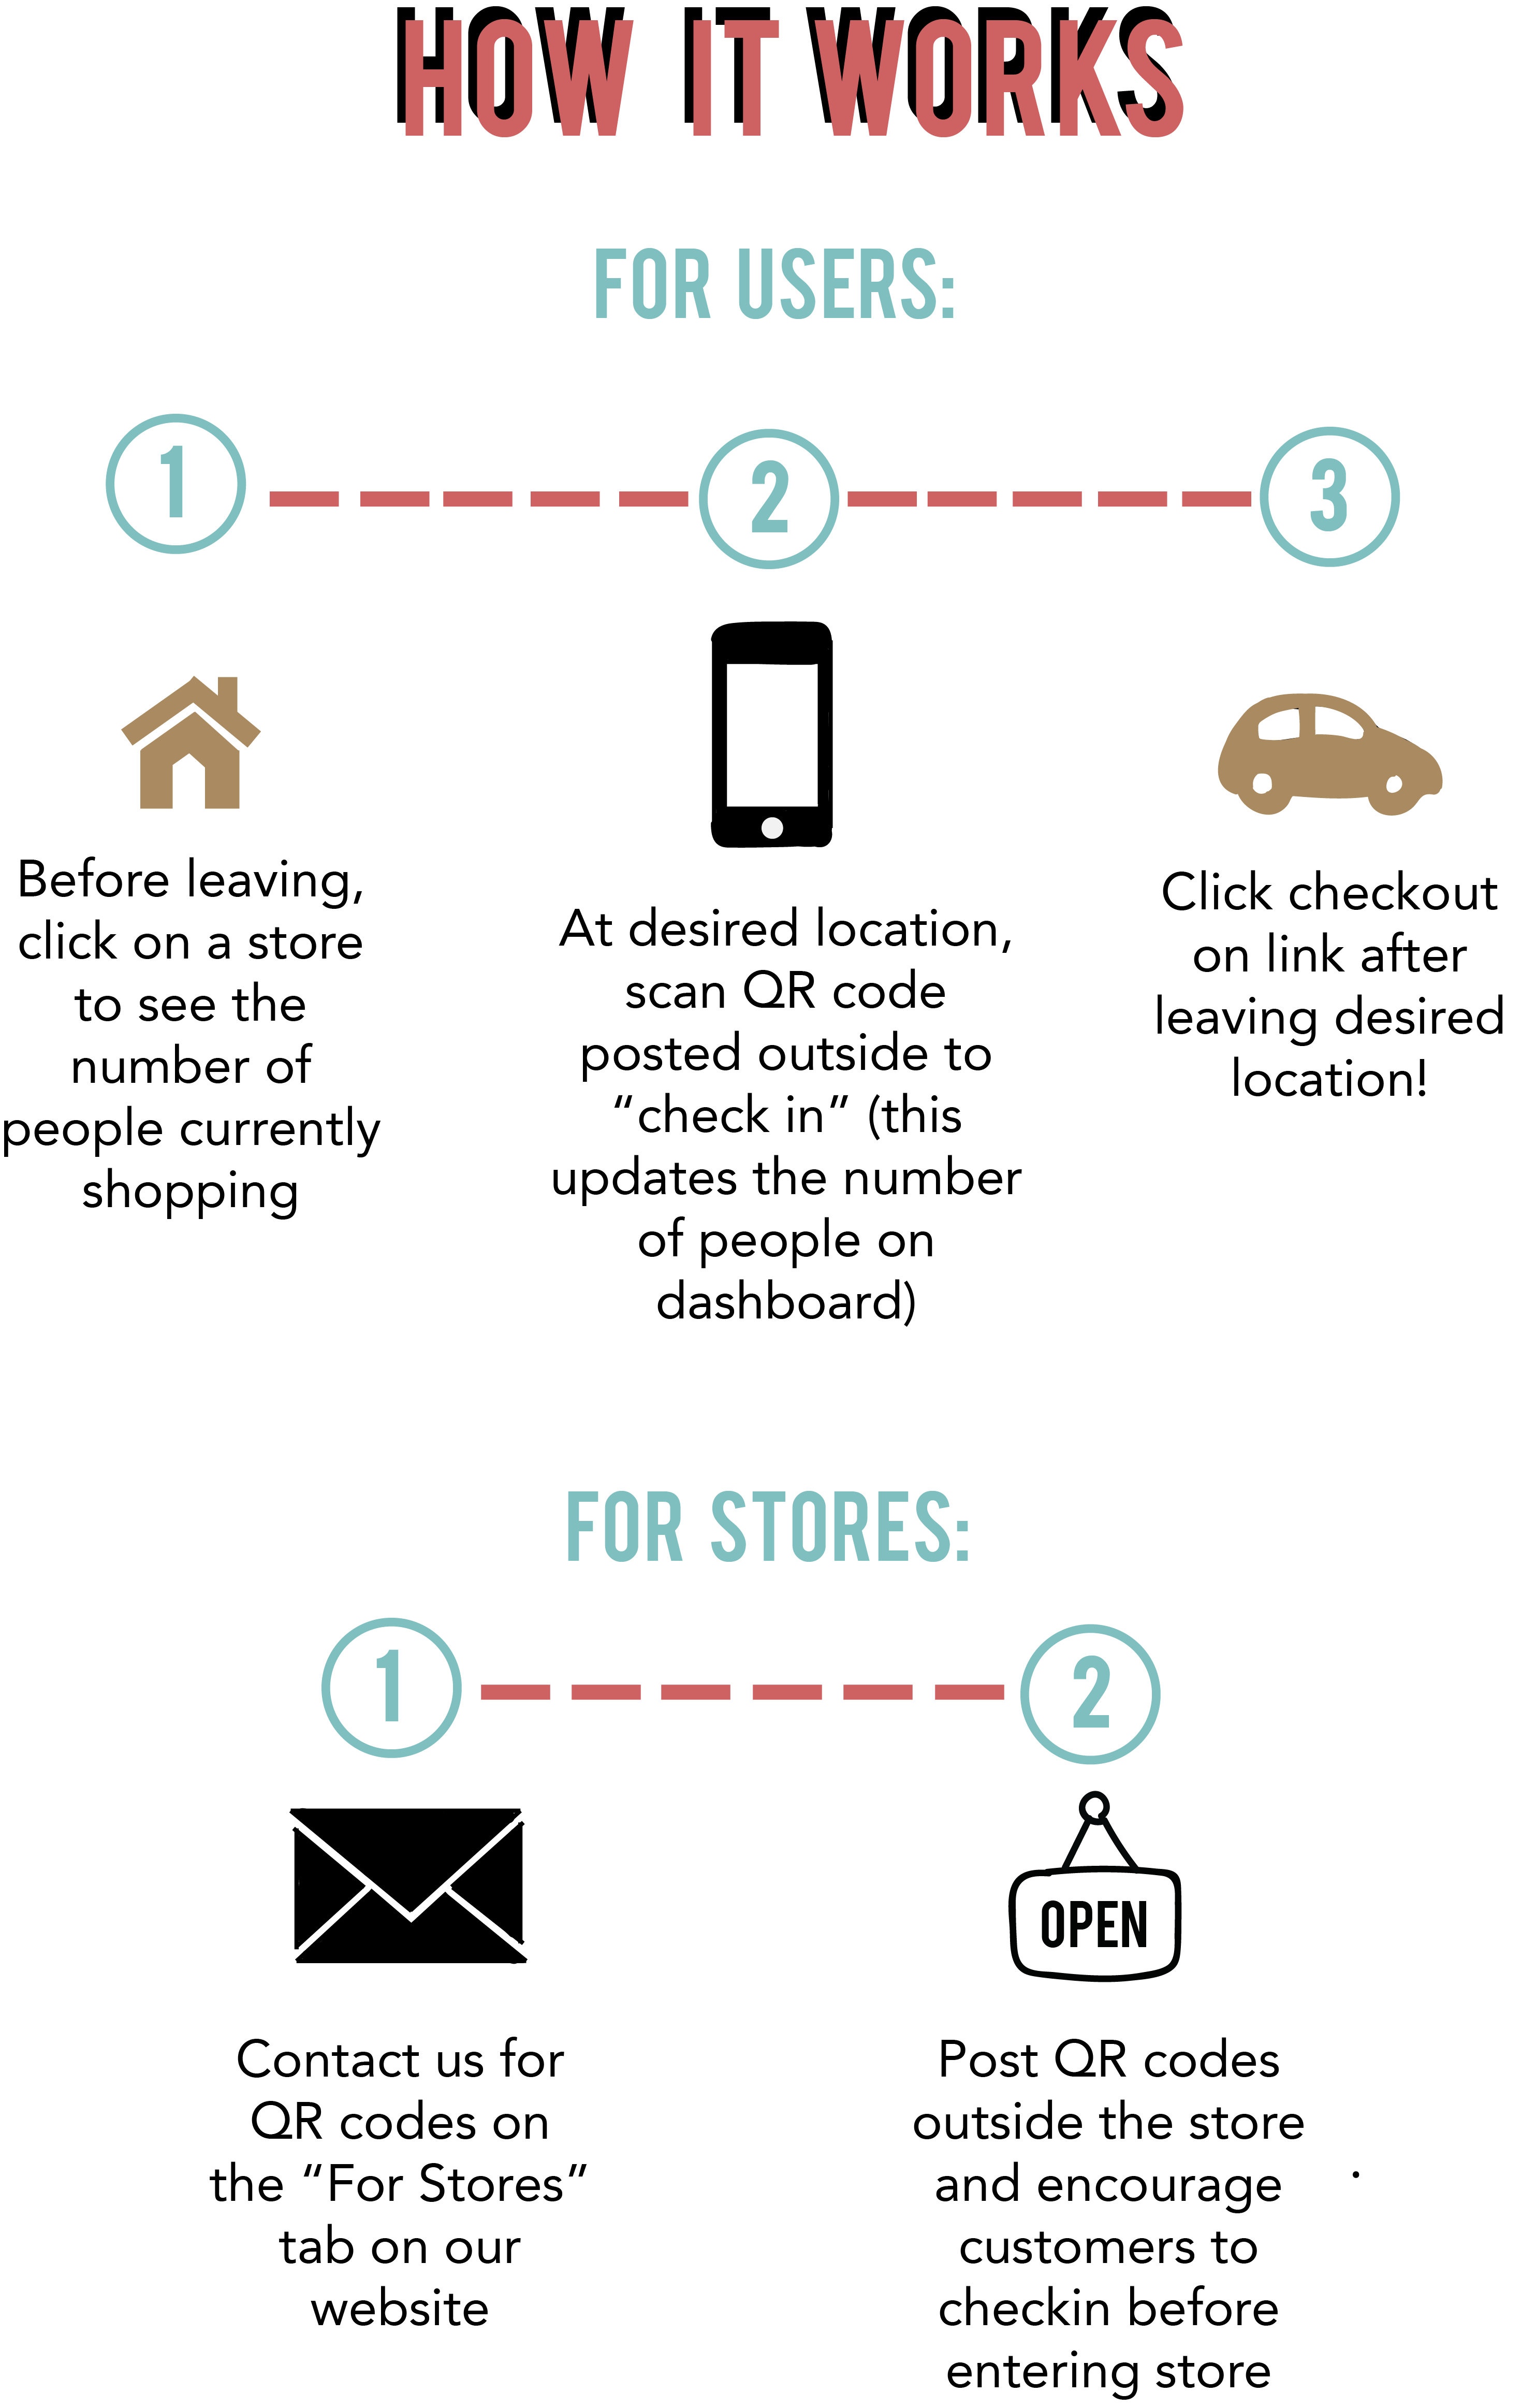 HOW IT WORKS
FOR USERS:
1
2
3
Before leaving,
click on a store
to see the
number of
people currently
shopping
At desired location,
scan QR code
posted outside to
“check in” (this
updates the number
of people on
dashboard)
Click checkout
on link after
leaving desired
location!
FOR STORES:
1
2
OPEN
Contact us for
QR codes on
the “For Stores”
tab on our
website
Post QR codes
outside the store
and encourage
customers to
checkin before
entering store
.